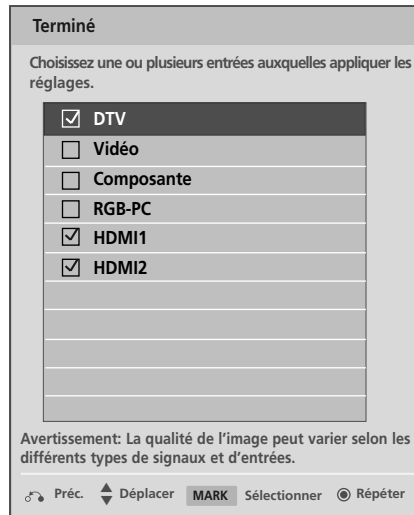 Terminé
Choisissez une ou plusieurs entrées auxquelles appliquer les
réglages.
DTV
Vidéo
Composante
RGB-PC
HDMI1
HDMI2
Avertissement: La qualité de l'image peut varier selon les
différents types de signaux et d'entrées.
Préc. Déplacer MARK Sélectionner Répéter